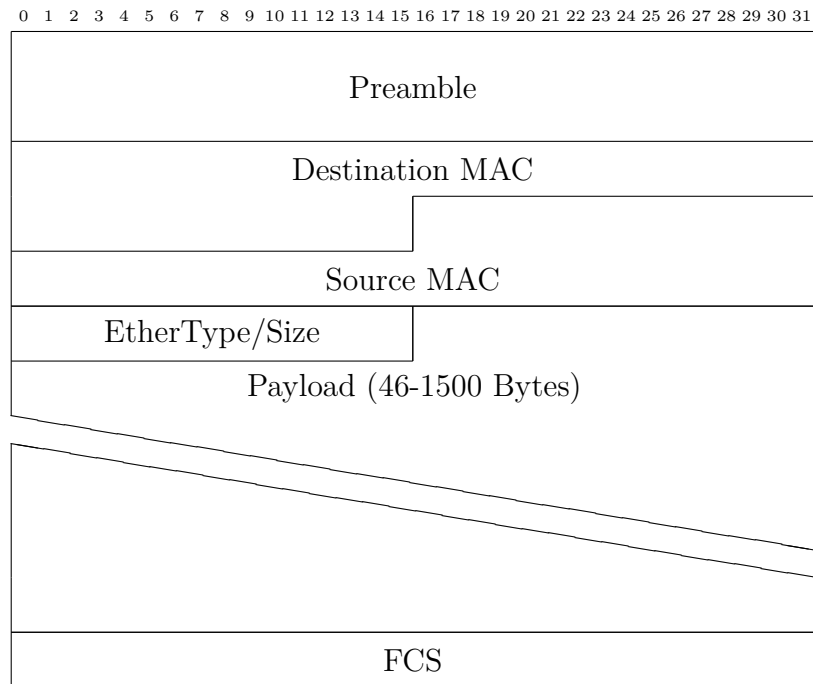 0 1 2 3 4 5 6 7 8 9 10 11 12 13 14 15 16 17 18 19 20 21 22 23 24 25 26 27 28 29 30 31
Preamble
Destination MAC
Source MAC
EtherType/Size
Payload (46-1500 Bytes)
FCS